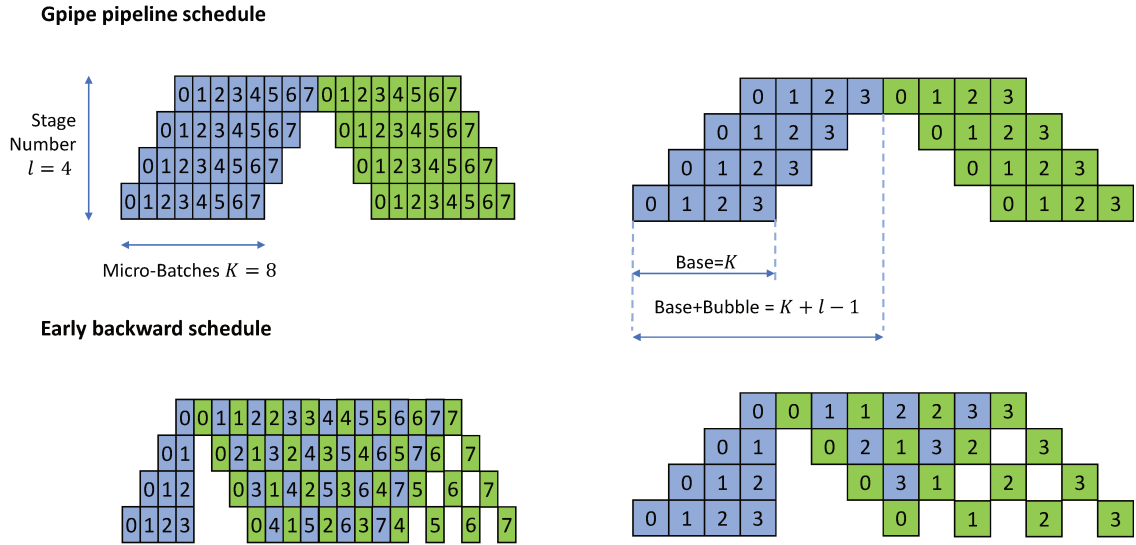 Gpipe pipeline schedule
Stage
Number
l = 4
0 1 2 3 4 5 6 7 0 1 2 3 4 5 6 7
0 1 2 3 4 5 6 7 0 1 2 3 4 5 6 7
0 1 2 3 4 5 6 7 0 1 2 3 4 5 6 7
0 1 2 3 4 5 6 7 0 1 2 3 4 5 6 7
Micro-Batches K = 8
0 1 2 3 0 1 2 3
0 1 2 3 0 1 2 3
0 1 2 3 0 1 2 3
0 1 2 3 0 1 2 3
Base=K
Base+Bubble = K + l − 1
Early backward schedule
0 0 1 1 2 2 3 3 4 4 5 5 6 6 7 7
0 1 0 2 1 3 2 4 3 5 4 6 5 7 6 7
0 1 2 0 3 1 4 2 5 3 6 4 7 5 6 7
0 1 2 3 0 4 1 5 2 6 3 7 4 5 6 7
0 0 1 1 2 2 3 3
0 1 0 2 1 3 2 3
0 1 2 0 3 1 2 3
0 1 2 3 0 1 2 3